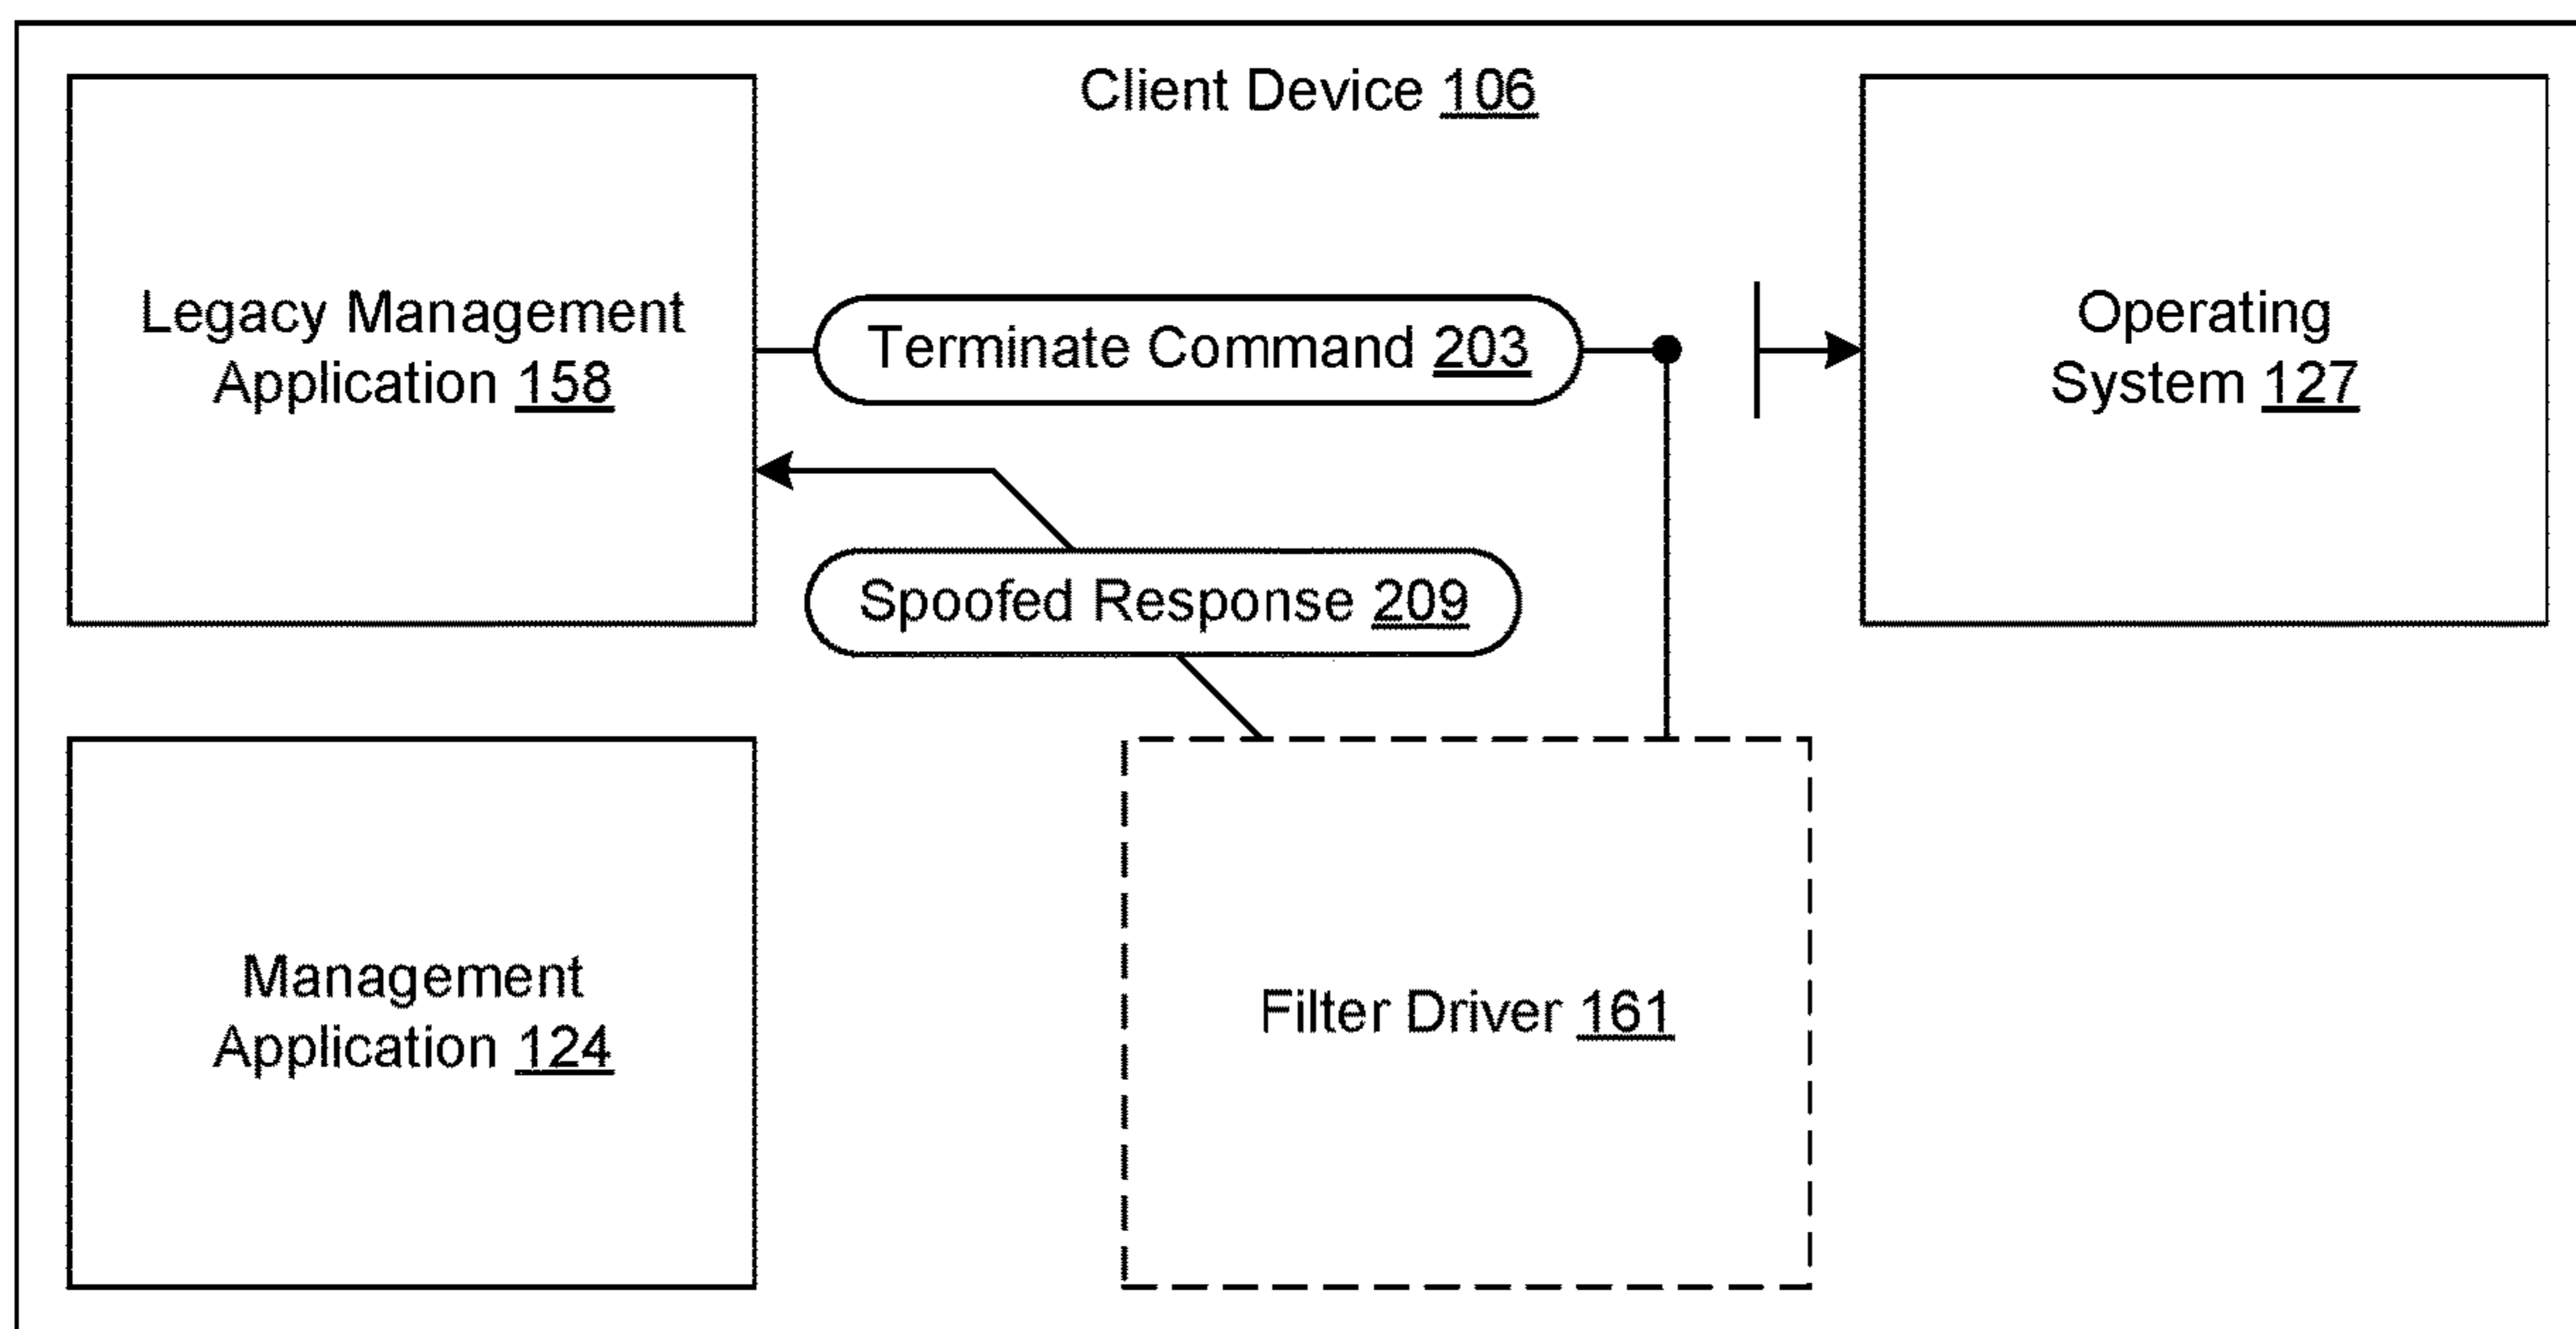 Client Device 106
Legacy Management
Application 158
Terminate Command 203
Operating
System 127
Spoofed Response 209
Management
Application 124
Filter Driver 161